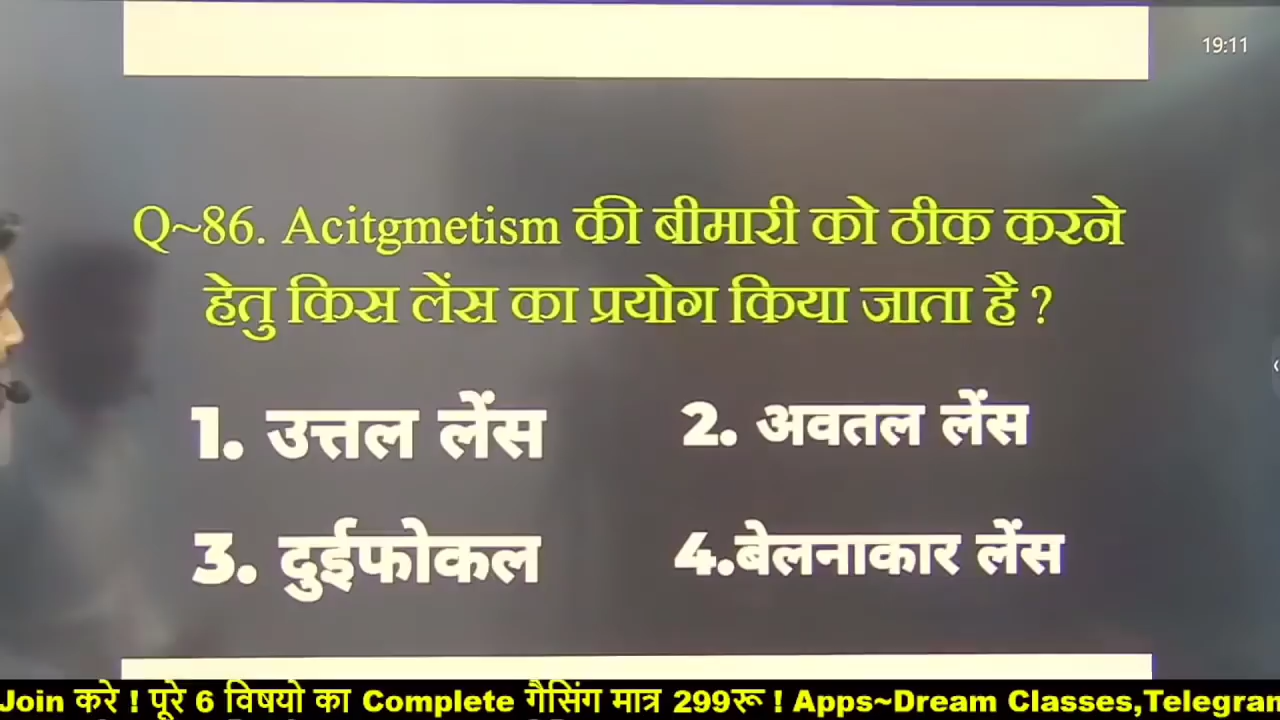 19:11
Q~86. Acitgmetism की बीमारी को ठीक करने
हेतु किस लेंस का प्रयोग किया जाता है ?
1. उत्तल लेंस
2. अवतल लेंस
3. दुईफोकल
4.बेलनाकार लेंस
Join करे ! पूरे 6 विषयो का Complete गैसिंग मात्र 299रू ! Apps~Dream Classes,Telegram